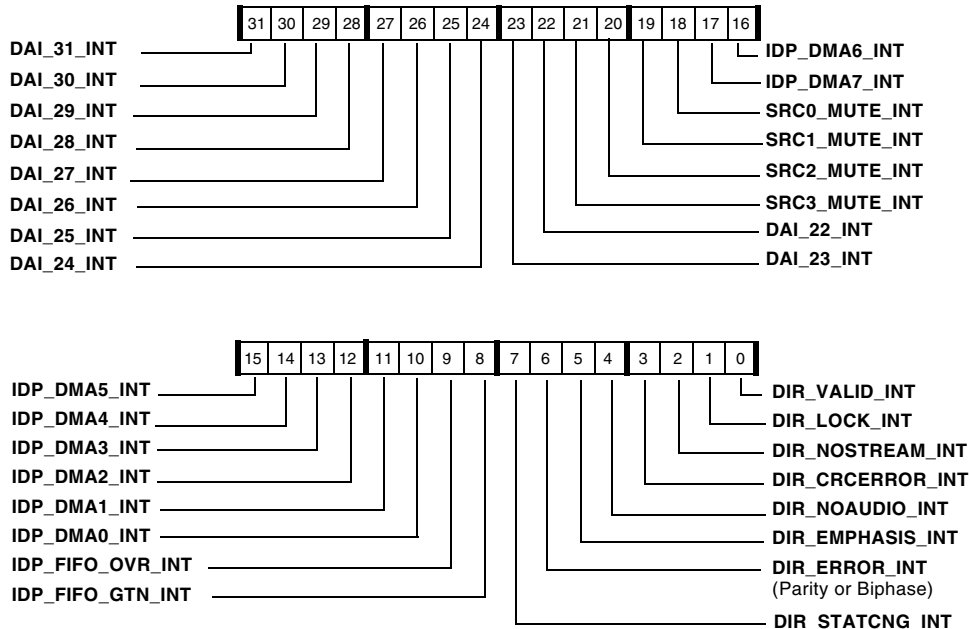 31 30 29 28 27 26 25 24 23 22 21 20 19 18 17 16
DAI_31_INT
DAI_30_INT
DAI_29_INT
DAI_28_INT
DAI_27_INT
DAI_26_INT
DAI_25_INT
DAI_24_INT
IDP_DMA6_INT
IDP_DMA7_INT
SRC0_MUTE_INT
SRC1_MUTE_INT
SRC2_MUTE_INT
SRC3_MUTE_INT
DAI_22_INT
DAI_23_INT
15 14 13 12 11 10 9 8 7 6 5 4 3 2 1 0
IDP_DMA5_INT
IDP_DMA4_INT
IDP_DMA3_INT
IDP_DMA2_INT
IDP_DMA1_INT
IDP_DMA0_INT
IDP_FIFO_OVR_INT
IDP_FIFO_GTN_INT
DIR_VALID_INT
DIR_LOCK_INT
DIR_NOSTREAM_INT
DIR_CRCERROR_INT
DIR_NOAUDIO_INT
DIR_EMPHASIS_INT
DIR_ERROR_INT
(Parity or Biphase)
DIR_STATCNG_INT